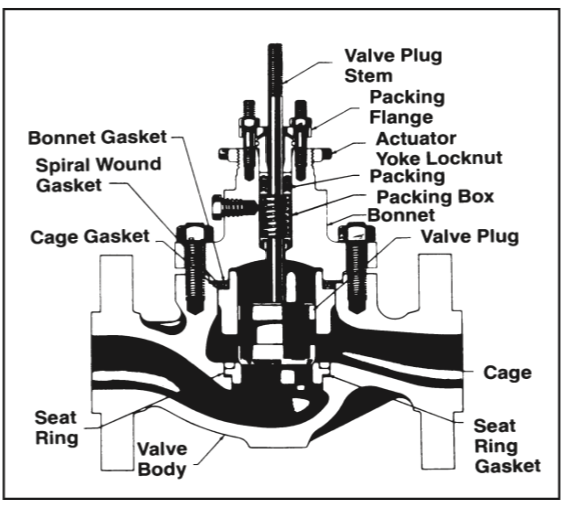 Valve Plug
Stem
Packing
Flange
Actuator
Yoke Locknut
Packing
Packing Box
Bonnet
Valve Plug
Bonnet Gasket
Spiral Wound
Gasket
Cage Gasket
Cage
Seat
Ring
Valve
Body
Seat
Ring
Gasket